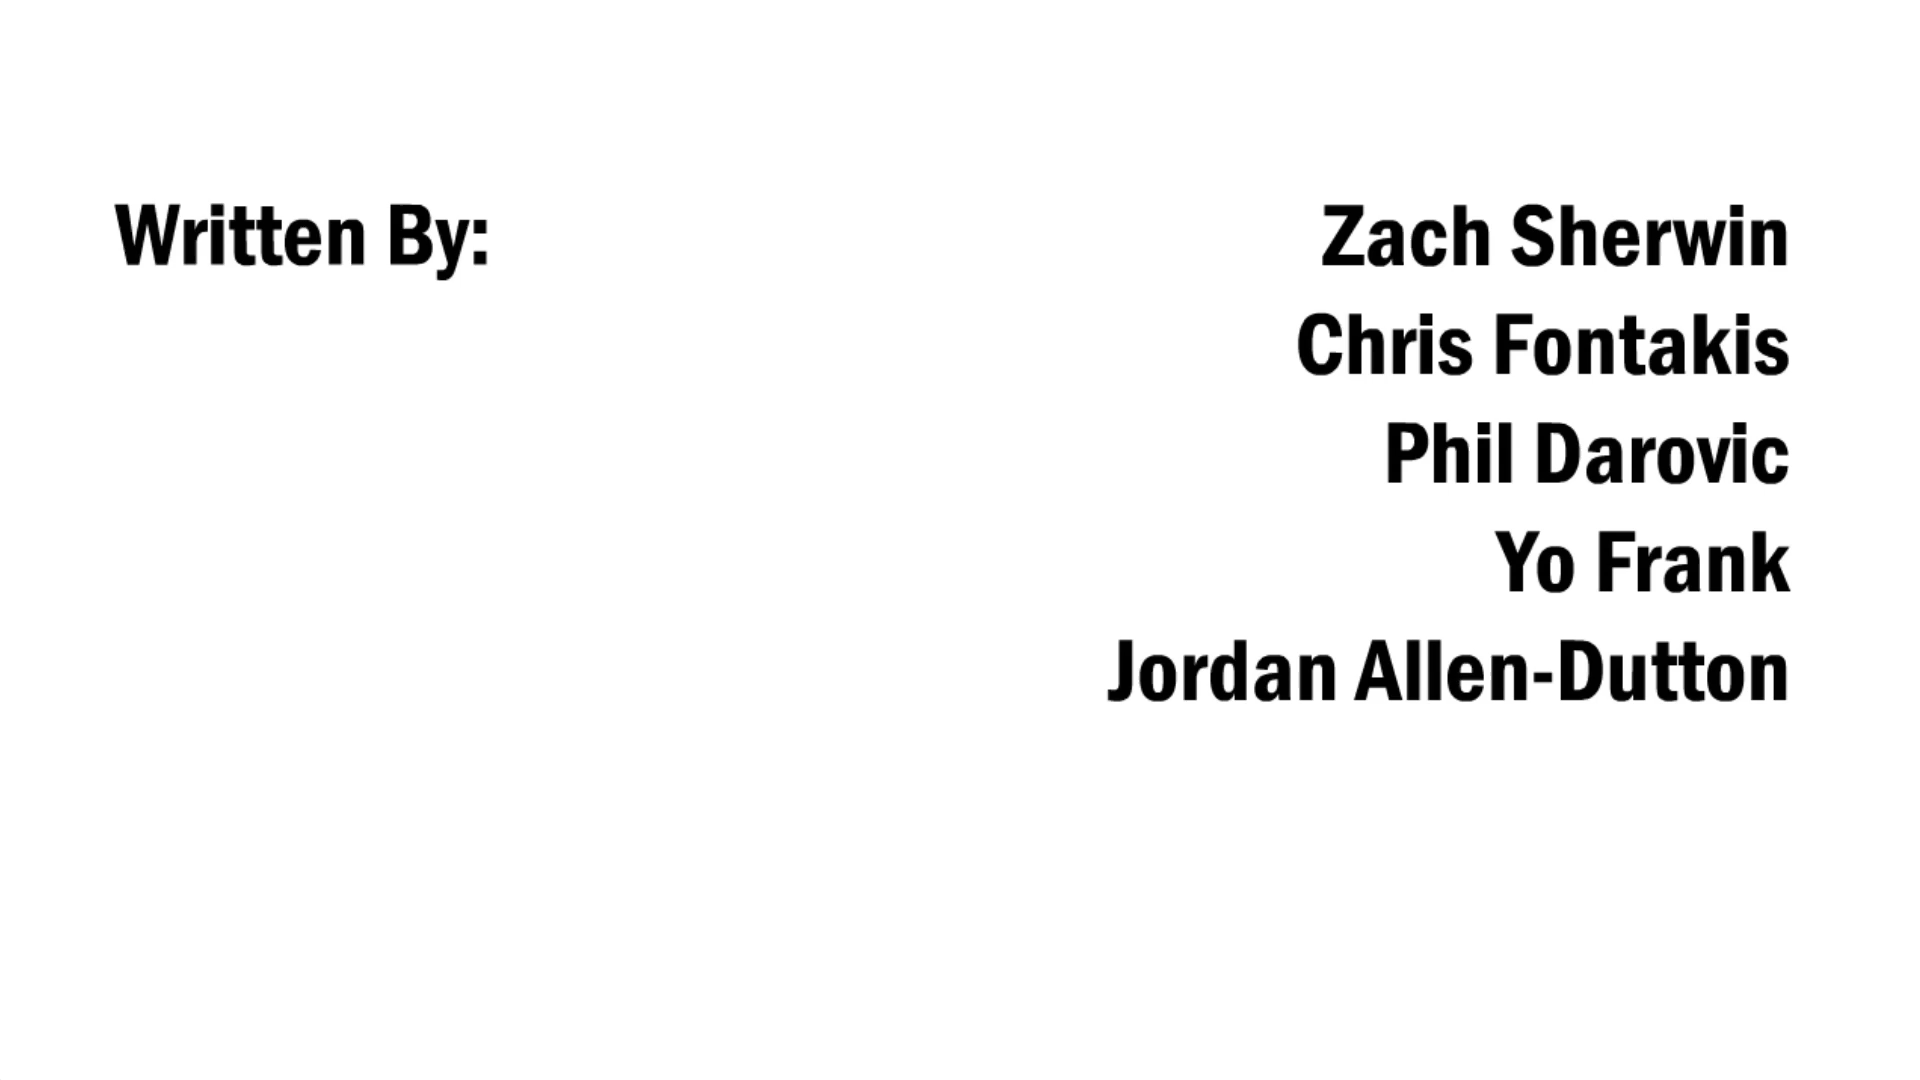 Written By: Zach Sherwin
Chris Fontakis
Phil Darovic
Yo Frank
Jordan Allen-Dutton